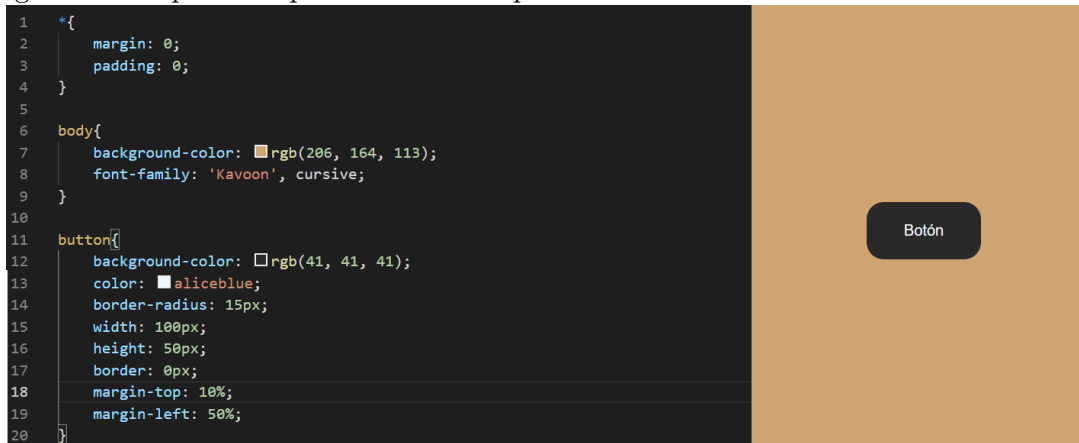 1 *{
2 margin: 0;
3 padding: 0;
4 }
5
6 body{
7 background-color: rgb(206, 164, 113);
8 font-family: 'Kavoon', cursive;
9 }
10
11 button{
12 background-color: rgb(41, 41, 41);
13 color: aliceblue;
14 border-radius: 15px;
15 width: 100px;
16 height: 50px;
17 border: 0px;
18 margin-top: 10%;
19 margin-left: 50%;
20 }
Botón